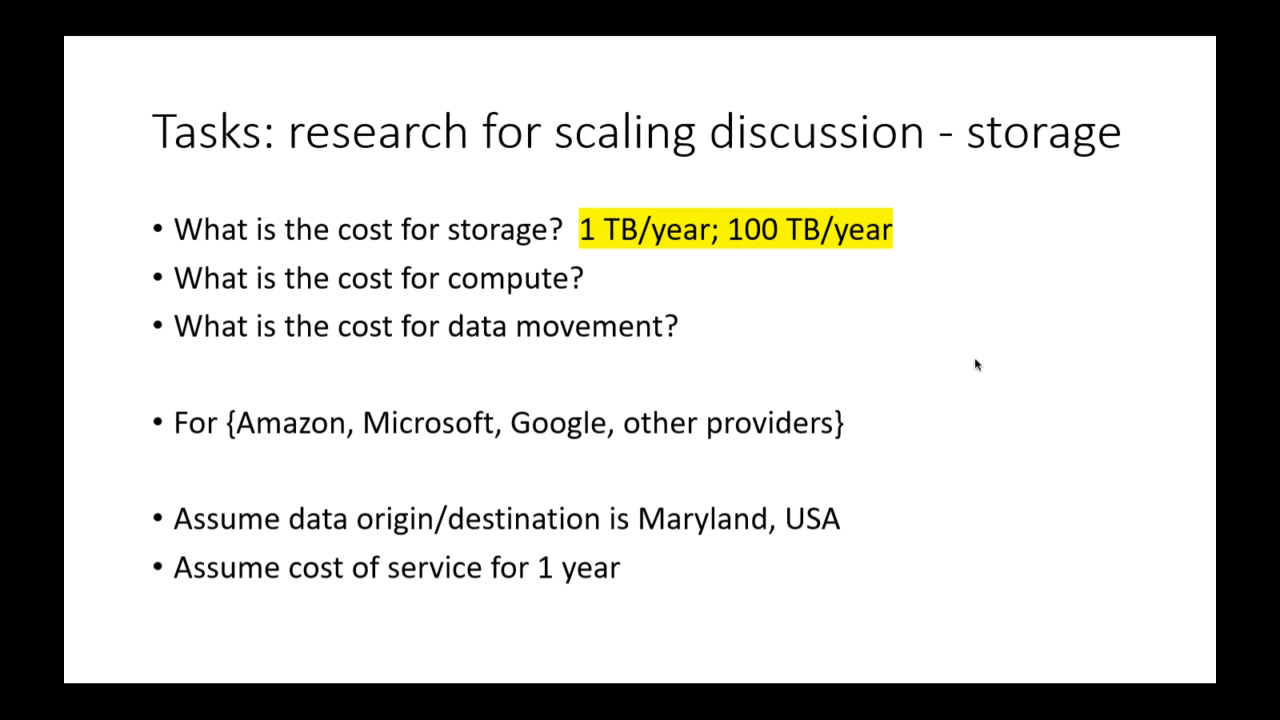 Tasks: research for scaling discussion - storage
• What is the cost for storage? 1 TB/year; 100 TB/year
• What is the cost for compute?
• What is the cost for data movement?
• For {Amazon, Microsoft, Google, other providers}
• Assume data origin/destination is Maryland, USA
• Assume cost of service for 1 year